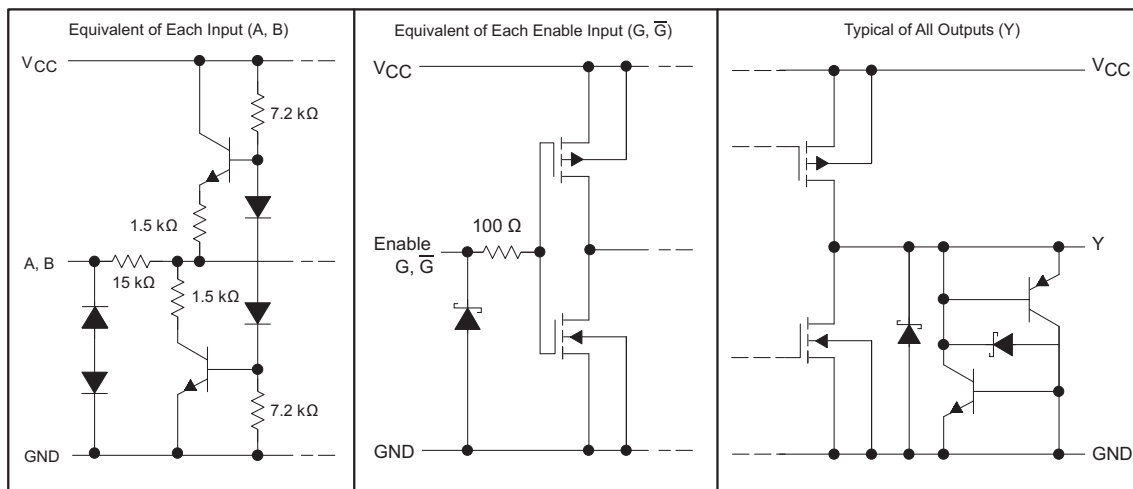 Equivalent of Each Input (A, B)
VCC
7.2 kΩ
1.5 kΩ
A, B
15 kΩ
1.5 kΩ
7.2 kΩ
GND
Equivalent of Each Enable Input (G, G̅)
VCC
100 Ω
Enable
G, G̅
GND
Typical of All Outputs (Y)
VCC
Y
GND